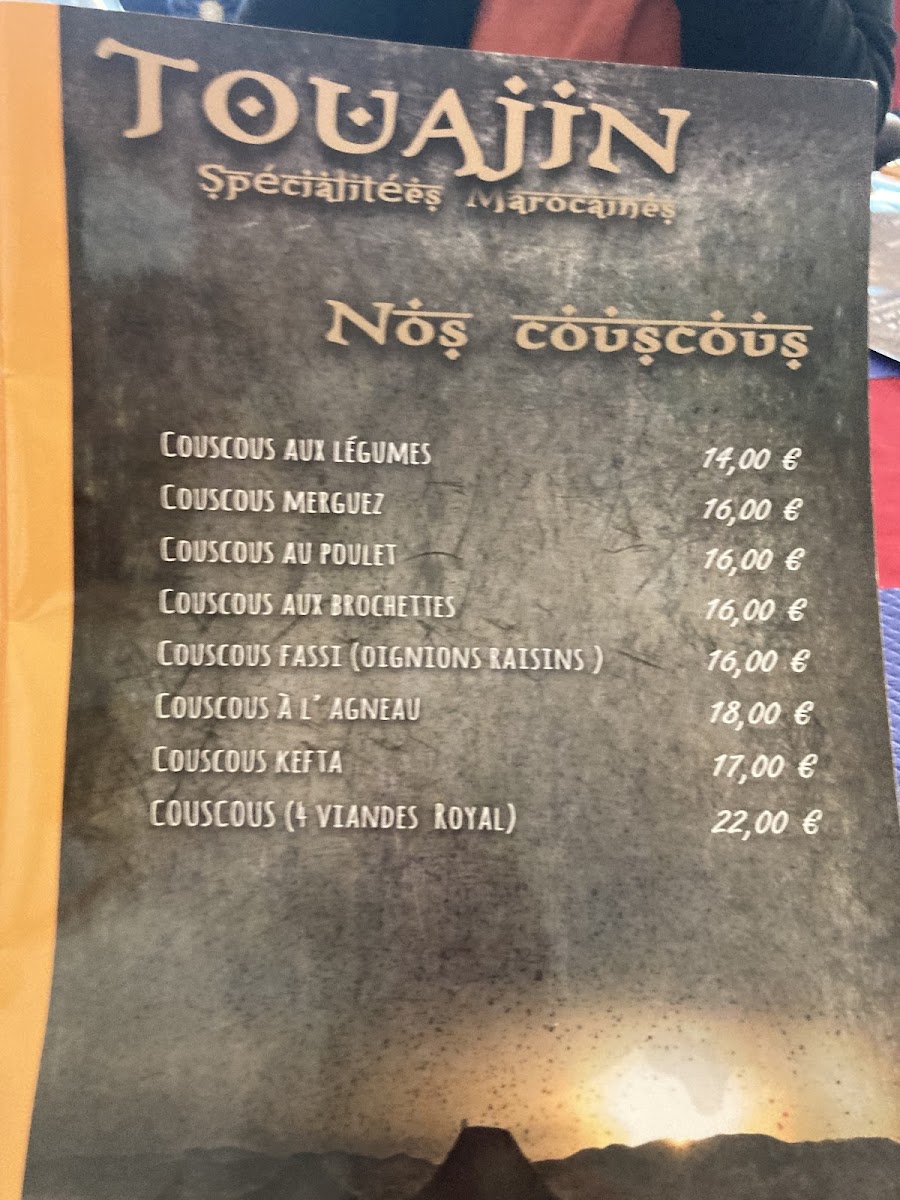 TOUAJIN
Spécialitées Marocaines
Nos couscous
Couscous aux légumes 14,00 €
Couscous merguez 16,00 €
Couscous au poulet 16,00 €
Couscous aux brochettes 16,00 €
Couscous fassi (oignions raisins ) 16,00 €
Couscous à l' agneau 18,00 €
Couscous kefta 17,00 €
COUSCOUS (4 viandes Royal) 22,00 €